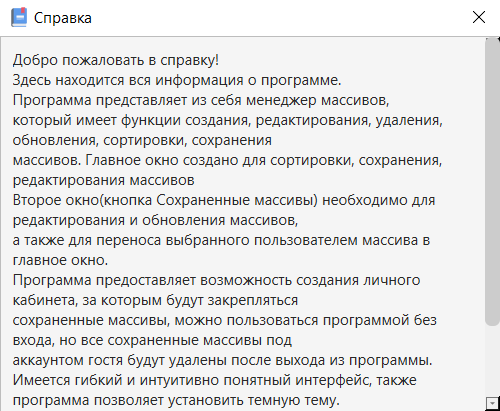 Справка
Добро пожаловать в справку!
Здесь находится вся информация о программе.
Программа представляет из себя менеджер массивов,
который имеет функции создания, редактирования, удаления,
обновления, сортировки, сохранения
массивов. Главное окно создано для сортировки, сохранения,
редактирования массивов
Второе окно(кнопка Сохраненные массивы) необходимо для
редактирования и обновления массивов,
а также для переноса выбранного пользователем массива в
главное окно.
Программа предоставляет возможность создания личного
кабинета, за которым будут закрепляться
сохраненные массивы, можно пользоваться программой без
входа, но все сохраненные массивы под
аккаунтом гостя будут удалены после выхода из программы.
Имеется гибкий и интуитивно понятный интерфейс, также
программа позволяет установить темную тему.